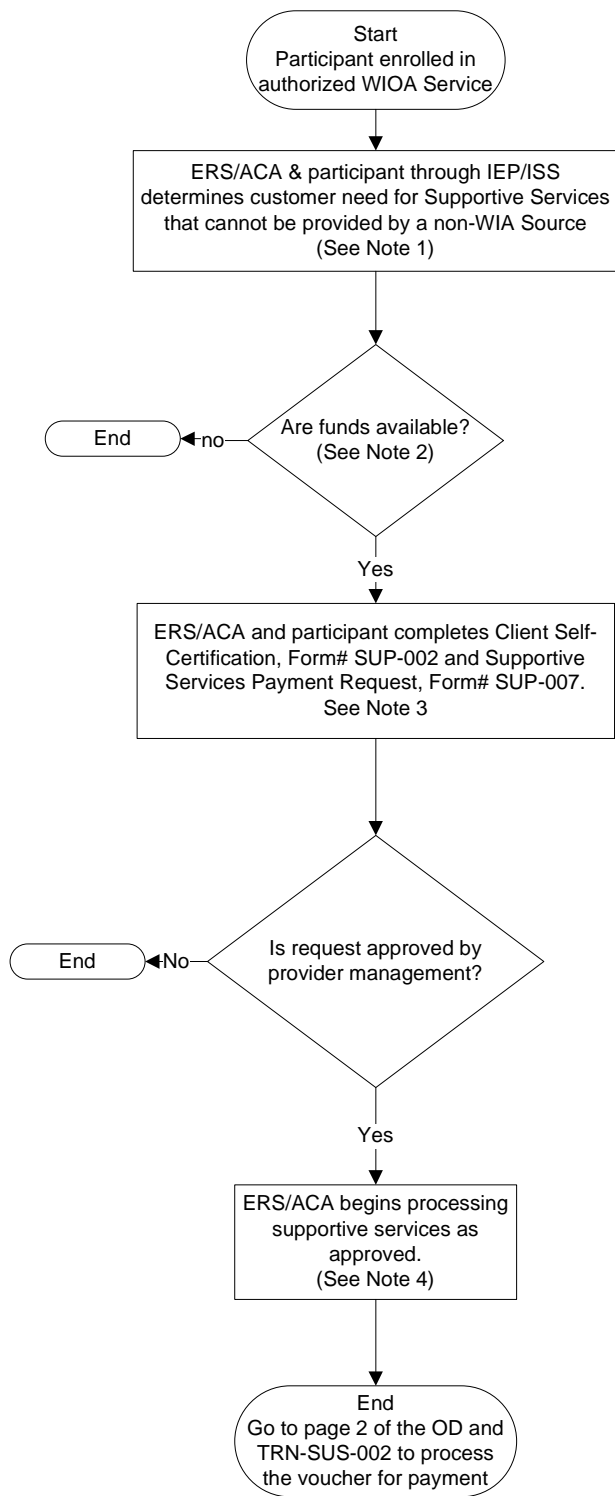 Start
Participant enrolled in
authorized WIOA Service
ERS/ACA & participant through IEP/ISS
determines customer need for Supportive Services
that cannot be provided by a non-WIA Source
(See Note 1)
Are funds available?
(See Note 2)
no
End
Yes
ERS/ACA and participant completes Client Self-
Certification, Form# SUP-002 and Supportive
Services Payment Request, Form# SUP-007.
See Note 3
Is request approved by
provider management?
No
End
Yes
ERS/ACA begins processing
supportive services as
approved.
(See Note 4)
End
Go to page 2 of the OD and
TRN-SUS-002 to process
the voucher for payment